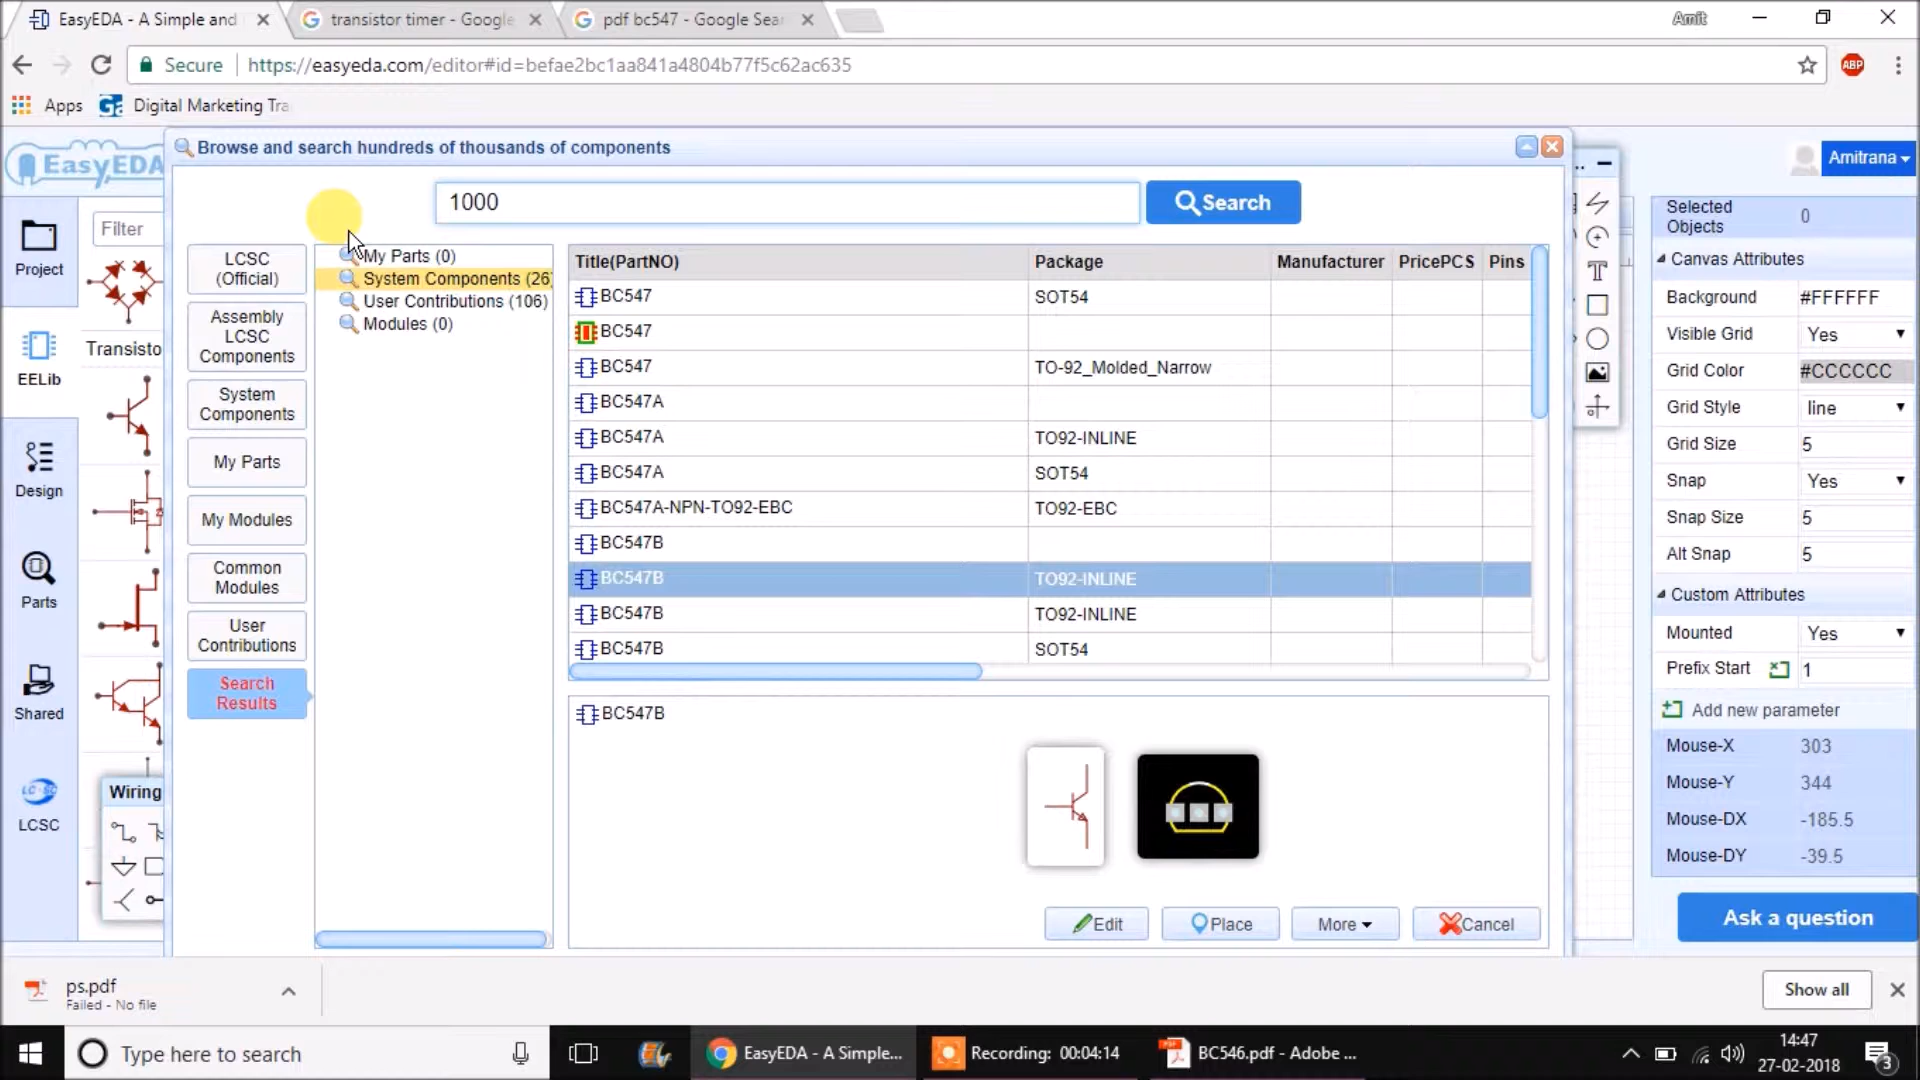 EasyEDA - A Simple and
transistor timer - Google
pdf bc547 - Google Sear
Amit
Secure
https://easyeda.com/editor#id=befae2bc1aa841a4804b77f5c62ac635
ABP
Apps
Digital Marketing Tra
EasyEDA
Browse and search hundreds of thousands of components
Amitrana
1000
Search
Filter
Project
EELib
Design
Parts
Shared
LCSC
Transisto
Wiring
LCSC
(Official)
Assembly
LCSC
Components
System
Components
My Parts
My Modules
Common
Modules
User
Contributions
Search
Results
My Parts (0)
System Components (26)
User Contributions (106)
Modules (0)
Title(PartNO) Package Manufacturer PricePCS Pins
BC547 SOT54
BC547
BC547 TO-92_Molded_Narrow
BC547A
BC547A TO92-INLINE
BC547A SOT54
BC547A-NPN-TO92-EBC TO92-EBC
BC547B
BC547B TO92-INLINE
BC547B TO92-INLINE
BC547B SOT54
BC547B
Edit
Place
More
Cancel
Selected
Objects 0
Canvas Attributes
Background #FFFFFF
Visible Grid Yes
Grid Color #CCCCCC
Grid Style line
Grid Size 5
Snap Yes
Snap Size 5
Alt Snap 5
Custom Attributes
Mounted Yes
Prefix Start 1
Add new parameter
Mouse-X 303
Mouse-Y 344
Mouse-DX -185.5
Mouse-DY -39.5
Ask a question
ps.pdf
Failed - No file
Show all
Type here to search
EasyEDA - A Simple...
Recording: 00:04:14
BC546.pdf - Adobe ...
14:47
27-02-2018
3